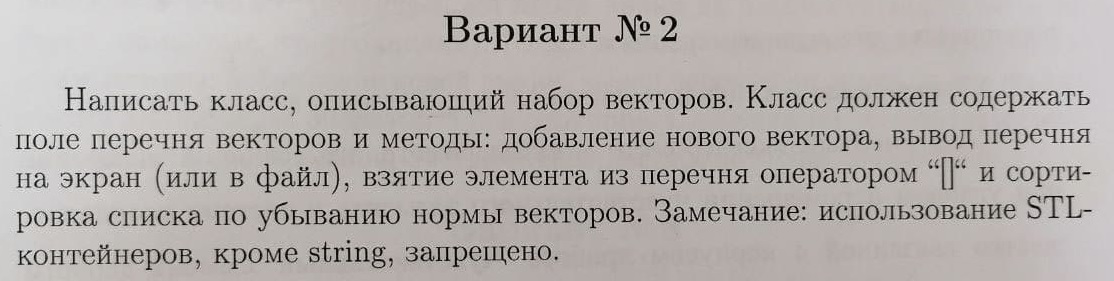 Вариант № 2
Написать класс, описывающий набор векторов. Класс должен содержать
поле перечня векторов и методы: добавление нового вектора, вывод перечня
на экран (или в файл), взятие элемента из перечня оператором “[]“ и сорти-
ровка списка по убыванию нормы векторов. Замечание: использование STL-
контейнеров, кроме string, запрещено.